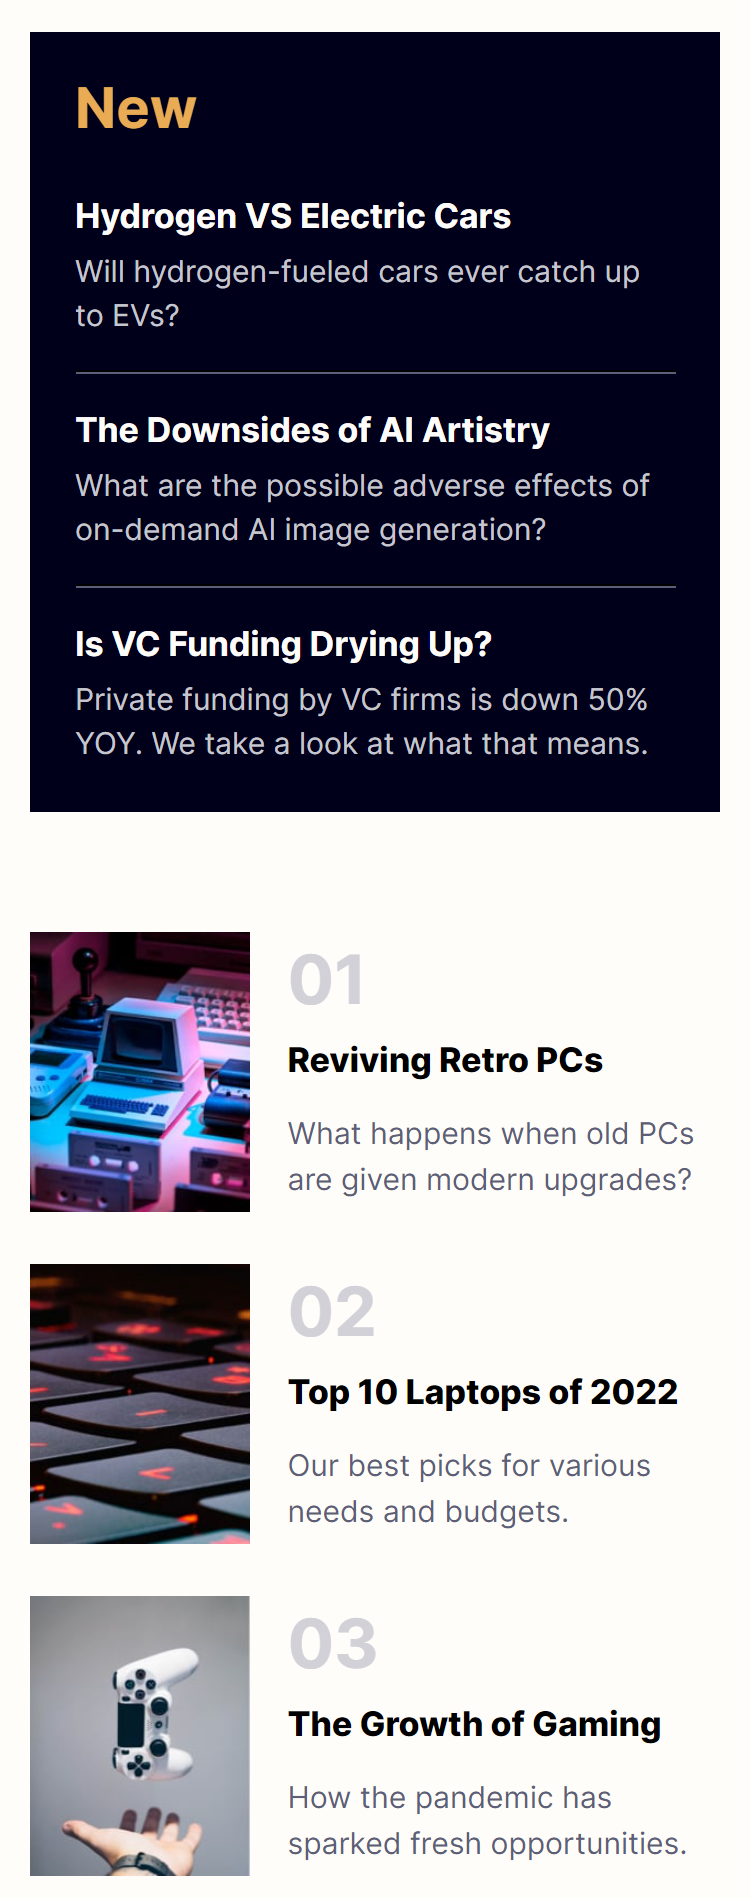 New
Hydrogen VS Electric Cars
Will hydrogen-fueled cars ever catch up
to EVs?
The Downsides of AI Artistry
What are the possible adverse effects of
on-demand AI image generation?
Is VC Funding Drying Up?
Private funding by VC firms is down 50%
YOY. We take a look at what that means.
01
Reviving Retro PCs
What happens when old PCs
are given modern upgrades?
02
Top 10 Laptops of 2022
Our best picks for various
needs and budgets.
03
The Growth of Gaming
How the pandemic has
sparked fresh opportunities.